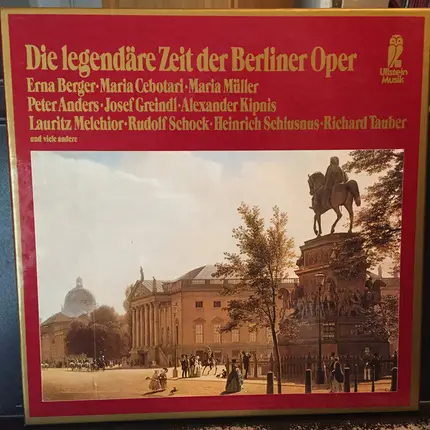 Die legendäre Zeit der Berliner Oper
Erna Berger · Maria Cebotari · Maria Müller
Peter Anders · Josef Greindl · Alexander Kipnis
Lauritz Melchior · Rudolf Schock · Heinrich Schlusnus · Richard Tauber
und viele andere
Ullstein
Musik